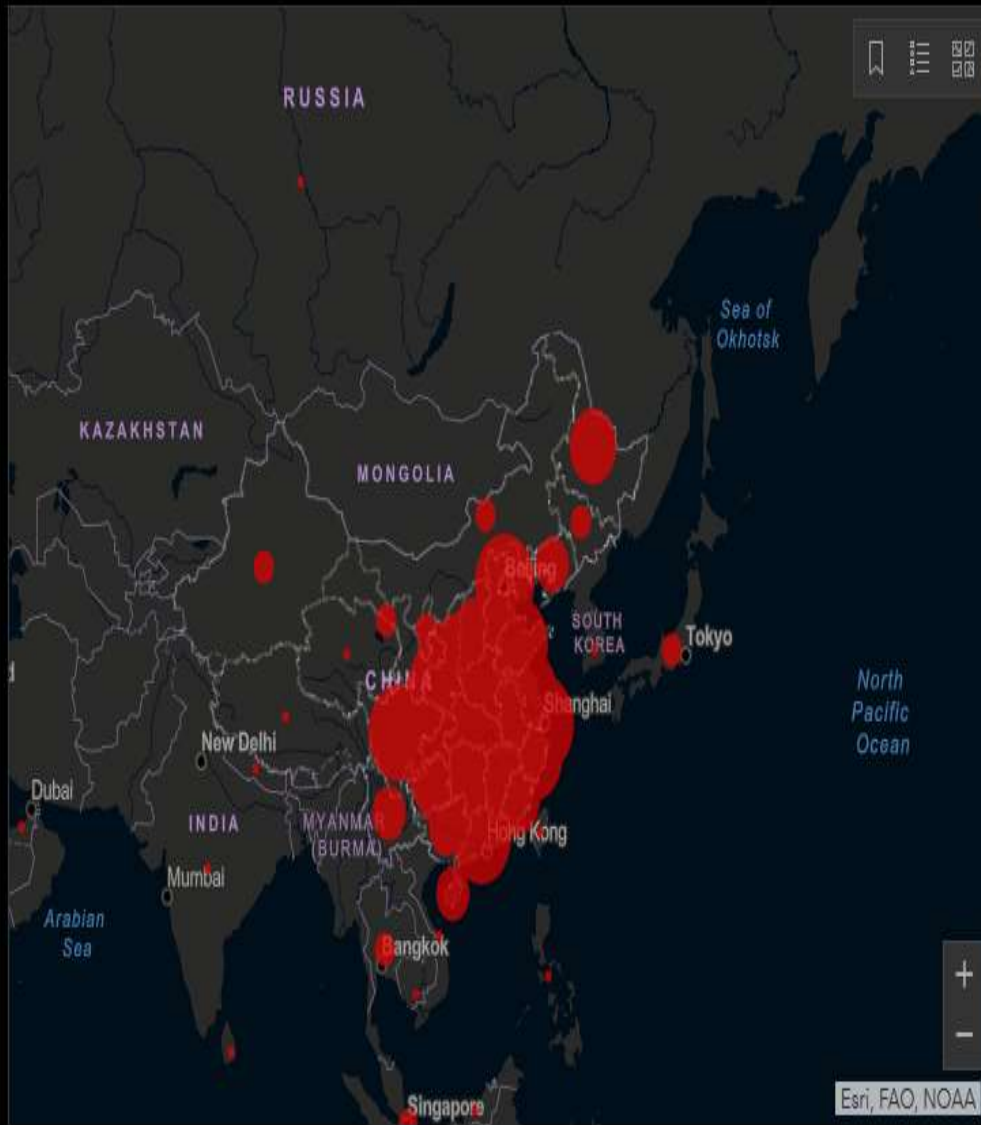 RUSSIA
Sea of
Okhotsk
KAZAKHSTAN
MONGOLIA
Beijing
SOUTH
KOREA
Tokyo
CHINA
Shanghai
North
Pacific
Ocean
New Delhi
Dubai
INDIA
MYANMAR
(BURMA)
Hong Kong
Mumbai
Arabian
Sea
Bangkok
+
−
Singapore
Esri, FAO, NOAA